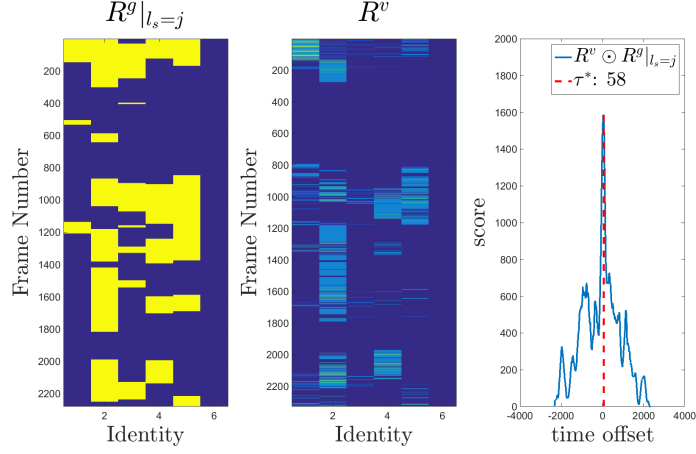 R^g|_{l_s=j}
Frame Number
200
400
600
800
1000
1200
1400
1600
1800
2000
2200
2 4 6
Identity
R^v
Frame Number
200
400
600
800
1000
1200
1400
1600
1800
2000
2200
2 4 6
Identity
R^v ⊙ R^g|_{l_s=j}
τ*: 58
score
2000
1800
1600
1400
1200
1000
800
600
400
200
0
-4000 -2000 0 2000 4000
time offset